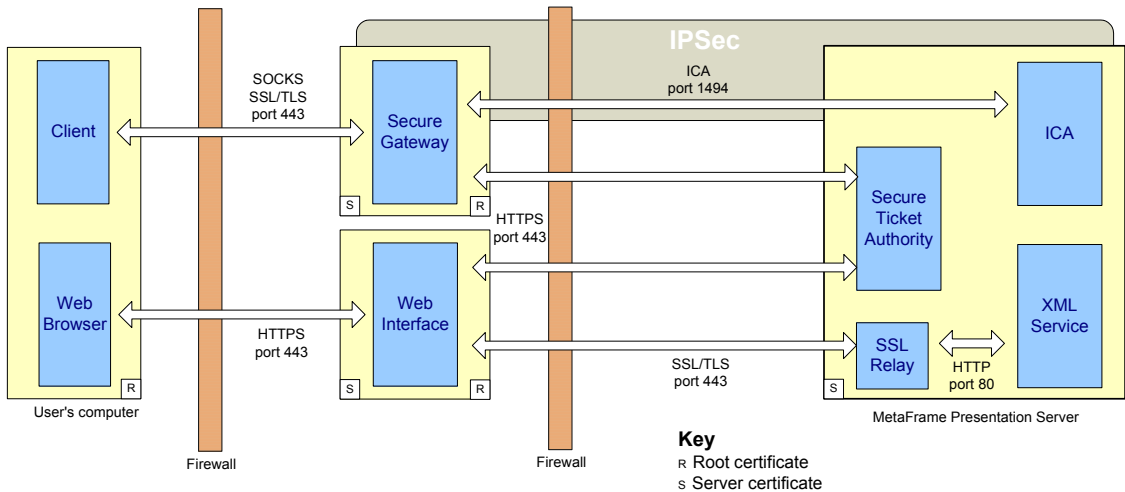 IPSec
SOCKS
SSL/TLS
port 443
ICA
port 1494
Client
Secure
Gateway
ICA
S
R
HTTPS
port 443
Secure
Ticket
Authority
Web
Browser
HTTPS
port 443
Web
Interface
SSL/TLS
port 443
SSL
Relay
HTTP
port 80
XML
Service
R
S
R
S
User's computer
MetaFrame Presentation Server
Firewall
Firewall
Key
R Root certificate
S Server certificate